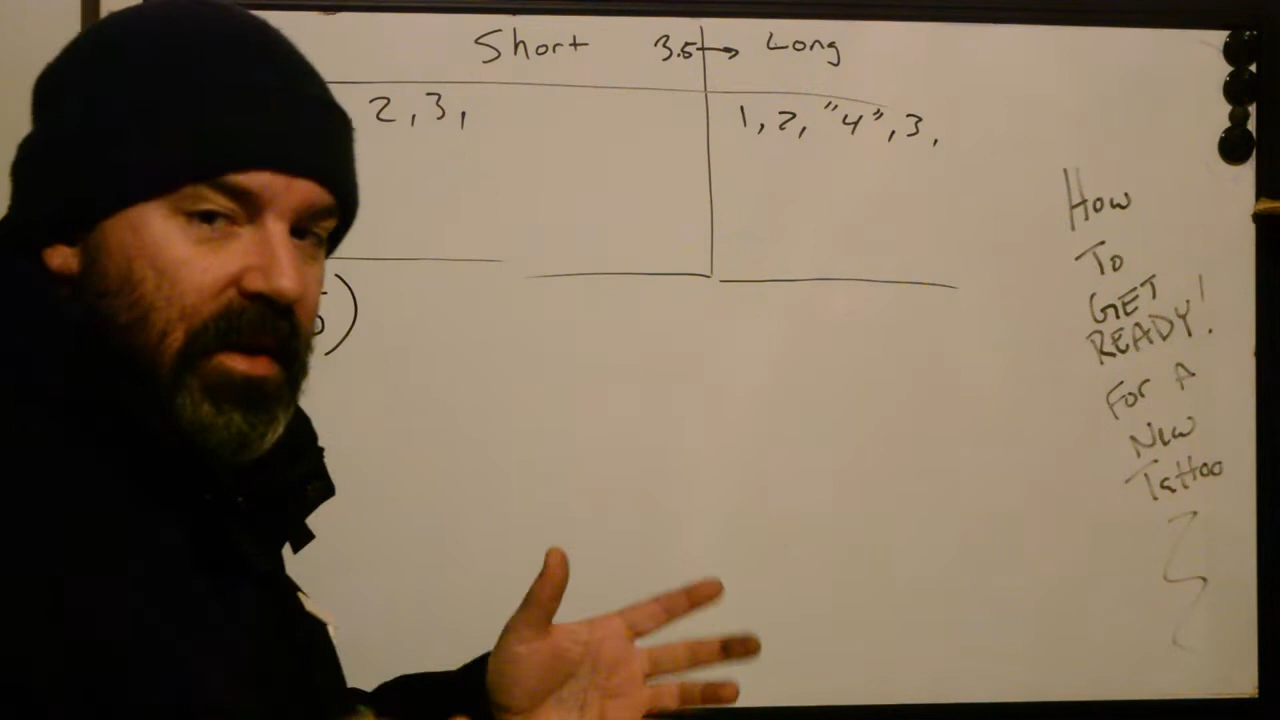 Short 3.5→ Long
2,3,
1,2,"4",3,
)
How
To
GET
READY!
For A
New
Tattoo